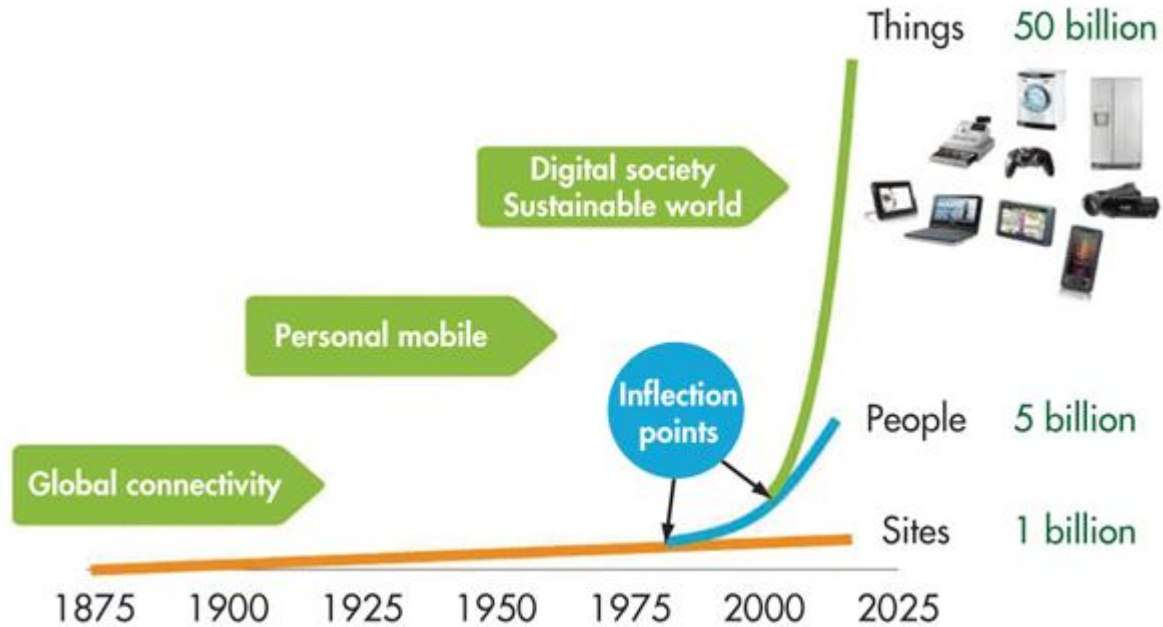 Things 50 billion
Digital society
Sustainable world
Personal mobile
Inflection
points
People 5 billion
Global connectivity
Sites 1 billion
1875 1900 1925 1950 1975 2000 2025